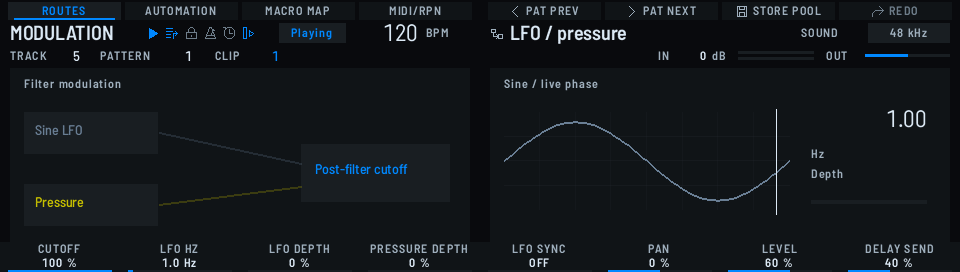 ROUTES AUTOMATION MACRO MAP MIDI/RPN PAT PREV PAT NEXT STORE POOL REDO
MODULATION Playing 120 BPM LFO / pressure SOUND 48 kHz
TRACK 5 PATTERN 1 CLIP 1 IN 0 dB OUT
Filter modulation
Sine LFO
Pressure
Post-filter cutoff
Sine / live phase
1.00
Hz
Depth
CUTOFF LFO HZ LFO DEPTH PRESSURE DEPTH LFO SYNC PAN LEVEL DELAY SEND
100 % 1.0 Hz 0 % 0 % OFF 0 % 60 % 40 %